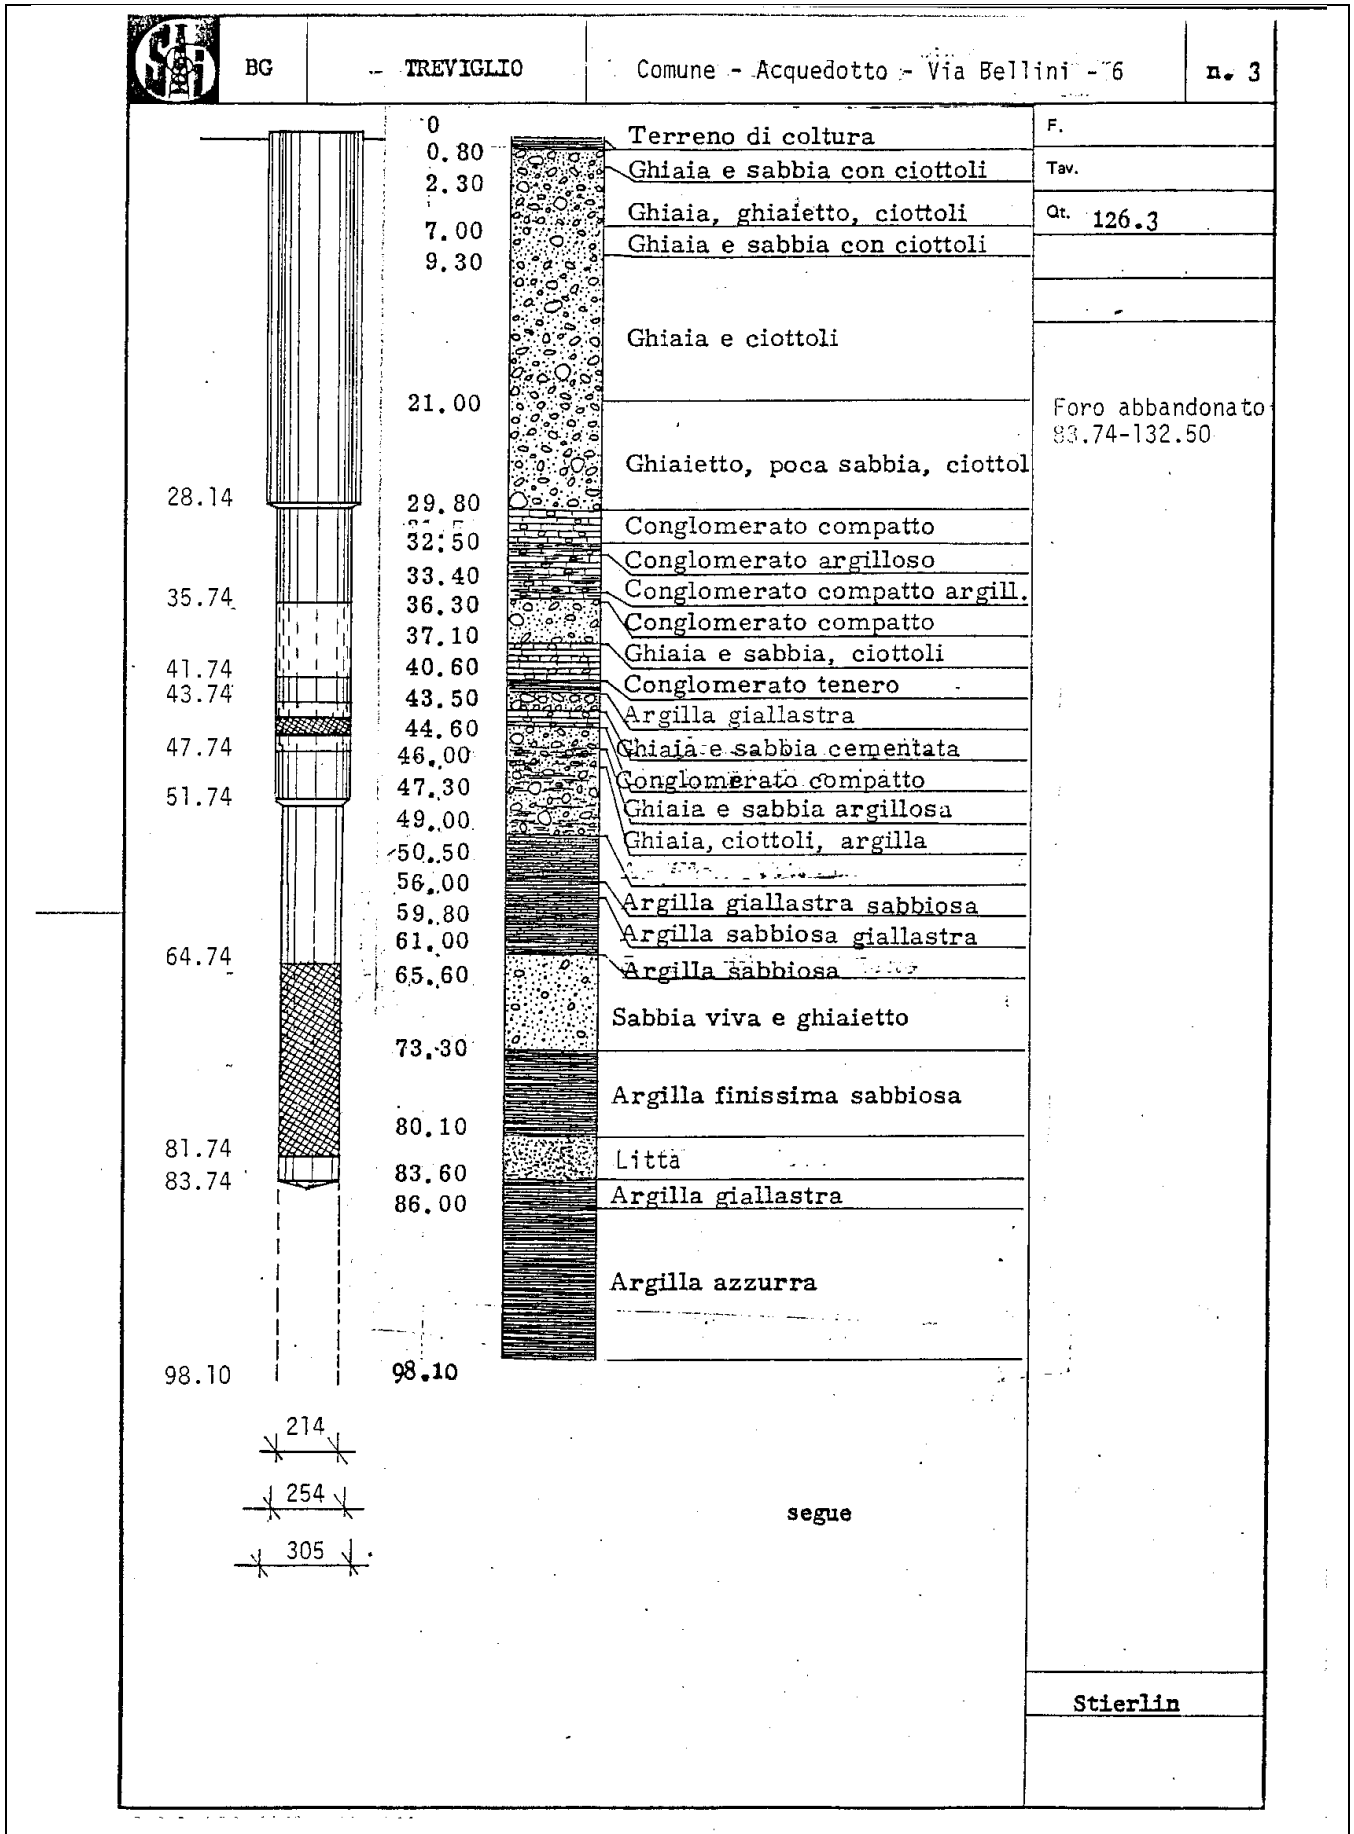 BG
TREVIGLIO
Comune - Acquedotto - Via Bellini - 6
n. 3
F.
Tav.
Qt. 126.3
Foro abbandonato
83.74-132.50
0
Terreno di coltura
0.80
Ghiaia e sabbia con ciottoli
2.30
Ghiaia, ghiaietto, ciottoli
7.00
Ghiaia e sabbia con ciottoli
9.30
Ghiaia e ciottoli
21.00
Ghiaietto, poca sabbia, ciottol
28.14
29.80
Conglomerato compatto
32.50
Conglomerato argilloso
33.40
Conglomerato compatto argill.
35.74
36.30
Conglomerato compatto
37.10
Ghiaia e sabbia, ciottoli
41.74
40.60
Conglomerato tenero
43.74
43.50
Argilla giallastra
44.60
Ghiaia e sabbia cementata
47.74
46.00
Conglomerato compatto
51.74
47.30
Ghiaia e sabbia argillosa
49.00
Ghiaia, ciottoli, argilla
50.50
56.00
Argilla giallastra sabbiosa
59.80
Argilla sabbiosa giallastra
61.00
64.74
Argilla sabbiosa
65.60
Sabbia viva e ghiaietto
73.30
Argilla finissima sabbiosa
80.10
81.74
Litta
83.74
83.60
Argilla giallastra
86.00
Argilla azzurra
98.10
98.10
214
254
segue
305
Stierlin